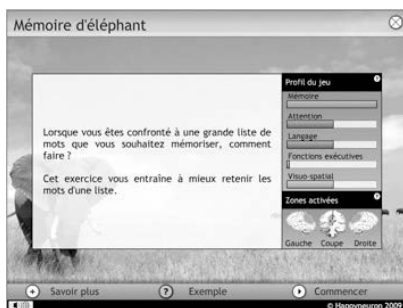 Mémoire d'éléphant
Lorsque vous êtes confronté à une grande liste de
mots que vous souhaitez mémoriser, comment
faire ?
Cet exercice vous entraîne à mieux retenir les
mots d'une liste.
Profil du jeu
Mémoire
Attention
Langage
Fonctions exécutives
Visuo-spatial
Zones activées
Gauche Coupe Droite
Savoir plus
? Exemple
Commencer
© Happyneuron 2009